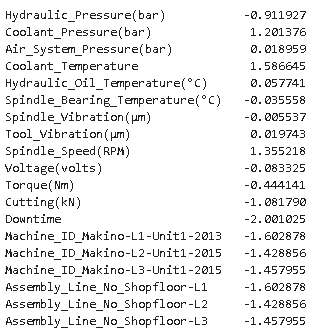 Hydraulic_Pressure(bar) -0.911927
Coolant_Pressure(bar) 1.201376
Air_System_Pressure(bar) 0.018959
Coolant_Temperature 1.586645
Hydraulic_Oil_Temperature(°C) 0.057741
Spindle_Bearing_Temperature(°C) -0.035558
Spindle_Vibration(µm) -0.005537
Tool_Vibration(µm) 0.019743
Spindle_Speed(RPM) 1.355218
Voltage(volts) -0.083325
Torque(Nm) -0.444141
Cutting(kN) -1.081790
Downtime -2.001025
Machine_ID_Makino-L1-Unit1-2013 -1.602878
Machine_ID_Makino-L2-Unit1-2015 -1.428856
Machine_ID_Makino-L3-Unit1-2015 -1.457955
Assembly_Line_No_Shopfloor-L1 -1.602878
Assembly_Line_No_Shopfloor-L2 -1.428856
Assembly_Line_No_Shopfloor-L3 -1.457955